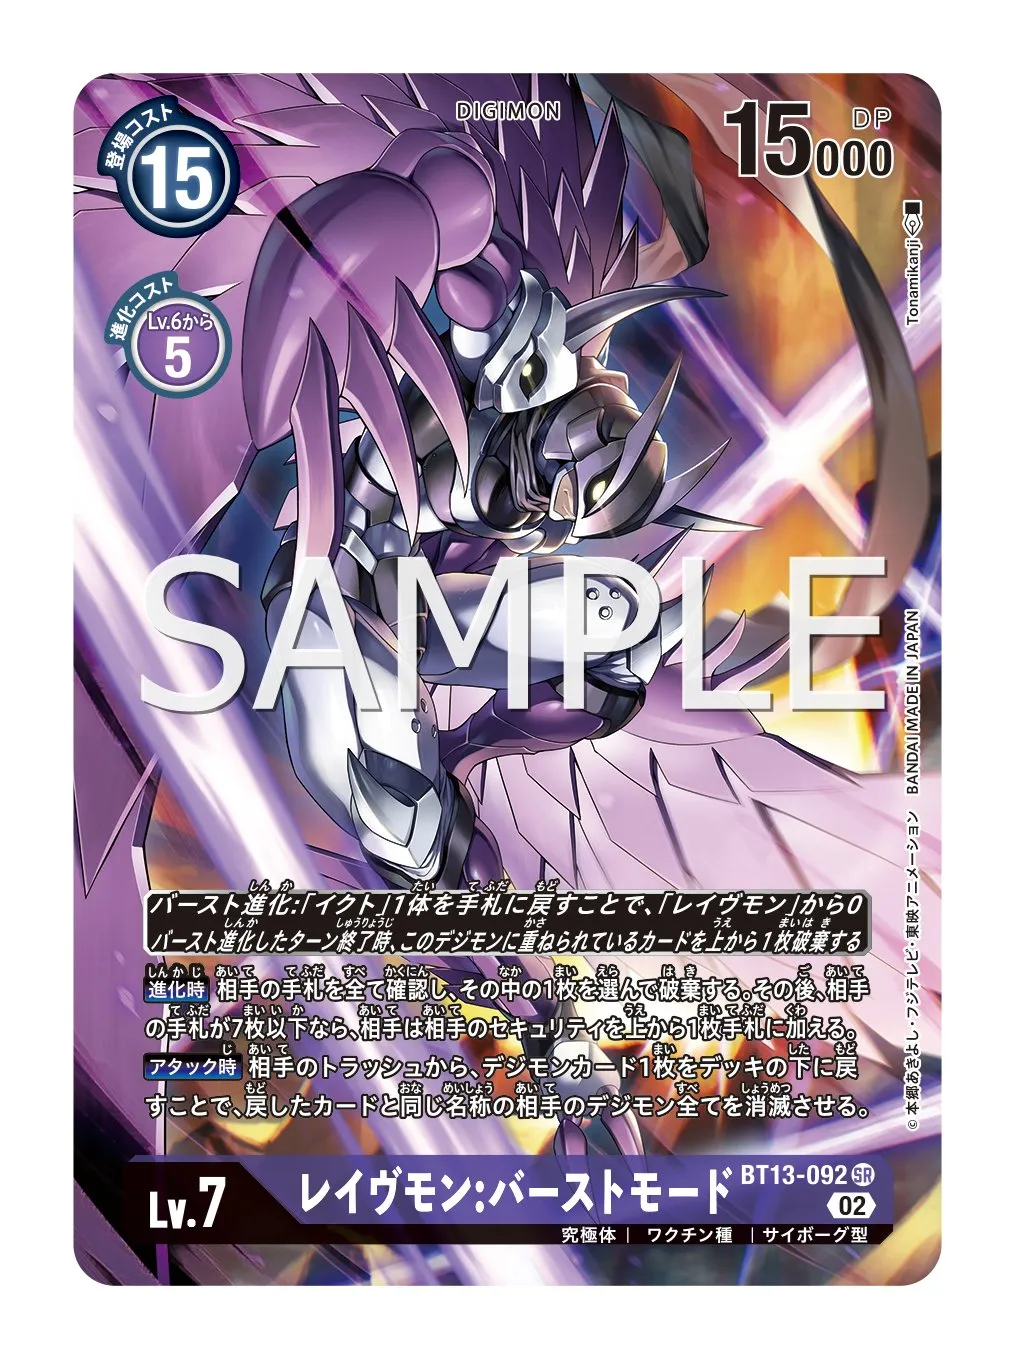 DIGIMON
登場コスト
15
15000
DP
進化コスト
Lv.6から
5
Tonamikanji
SAMPLE
バースト進化:「イクト」1体を手札に戻すことで、「レイヴモン」から0
バースト進化したターン終了時、このデジモンに重ねられているカードを上から1枚破棄する
進化時 相手の手札を全て確認し、その中の1枚を選んで破棄する。その後、相手
の手札が7枚以下なら、相手は相手のセキュリティを上から1枚手札に加える。
アタック時 相手のトラッシュから、デジモンカード1枚をデッキの下に戻
すことで、戻したカードと同じ名称の相手のデジモン全てを消滅させる。
©本郷あきよし・フジテレビ・東映アニメーション BANDAI MADE IN JAPAN
Lv.7
レイヴモン:バーストモード
BT13-092 SR
02
究極体 | ワクチン種 | サイボーグ型